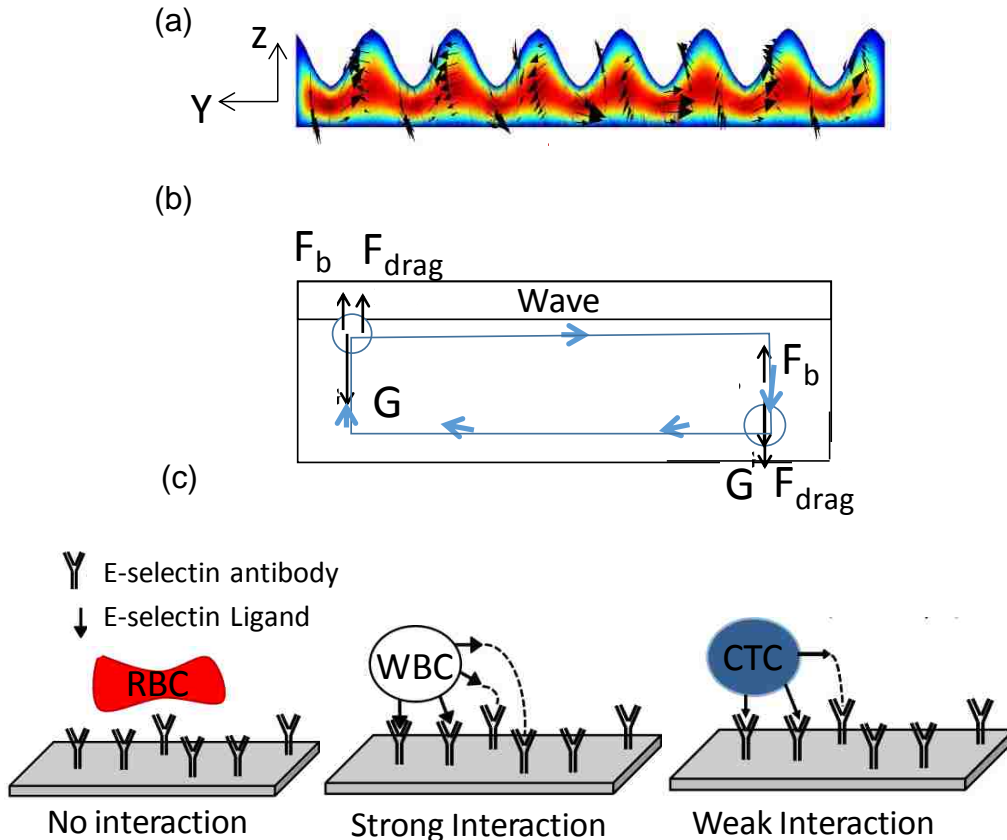 (a)
Z
Y
(b)
F_b F_drag
Wave
F_b
G
G F_drag
(c)
E-selectin antibody
E-selectin Ligand
RBC
WBC
CTC
No interaction
Strong Interaction
Weak Interaction